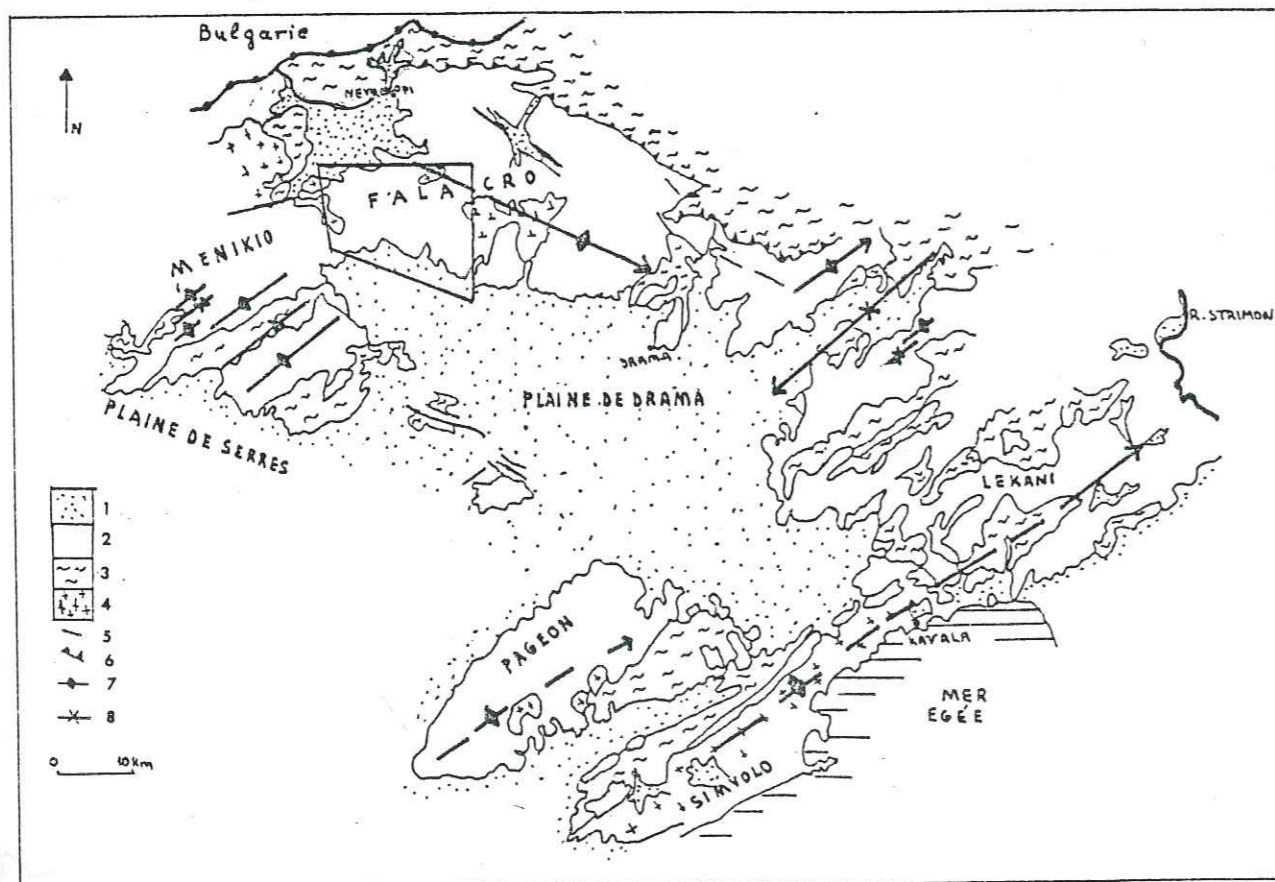 Bulgarie
N
NEVROKOPI
FALACRO
MENIKIO
R. STRIMON
DRAMA
PLAINE DE DRAMA
PLAINE DE SERRES
LEKANI
1
2
3
4
5
6
7
8
PAGEON
KAVALA
MER
EGÉE
0 10km
SIMVOLO